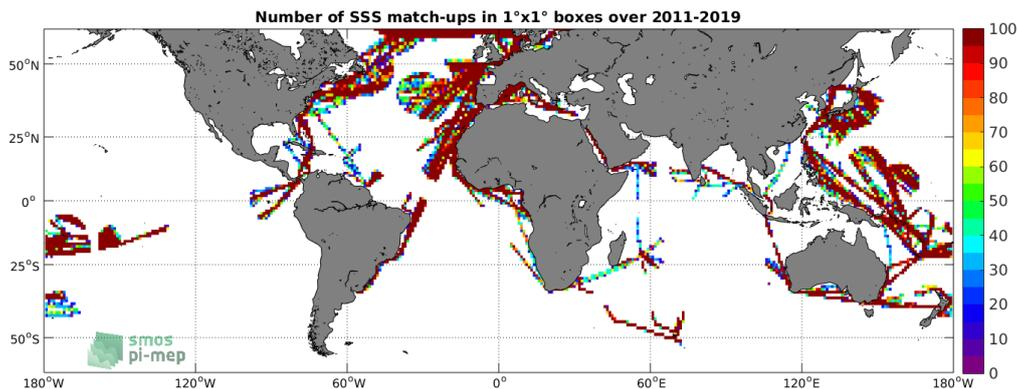 Number of SSS match-ups in 1°x1° boxes over 2011-2019
50°N
25°N
0°
25°S
50°S
180°W 120°W 60°W 0° 60°E 120°E 180°W
100
90
80
70
60
50
40
30
20
10
0
smos
pi-mep